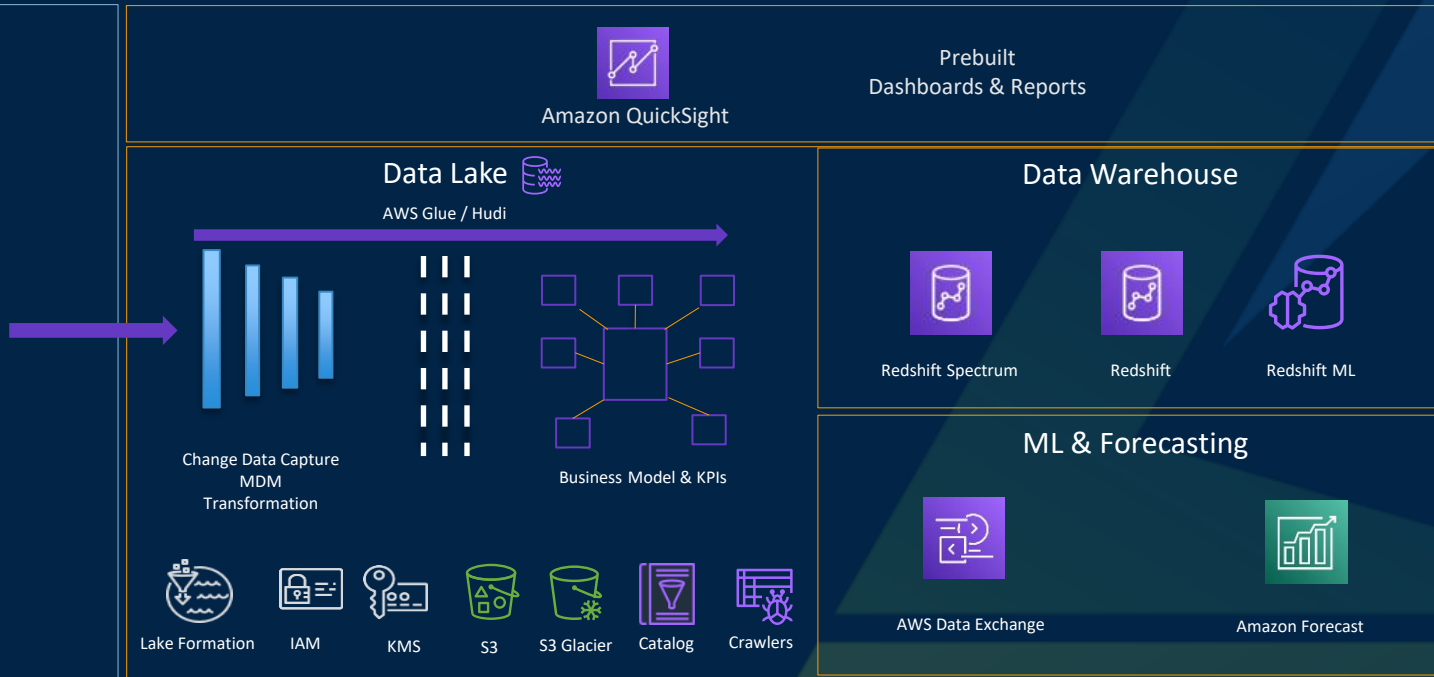 Amazon QuickSight
Prebuilt
Dashboards & Reports
Data Lake
AWS Glue / Hudi
Change Data Capture
MDM
Transformation
Business Model & KPIs
Lake Formation
IAM
KMS
S3
S3 Glacier
Catalog
Crawlers
Data Warehouse
Redshift Spectrum
Redshift
Redshift ML
ML & Forecasting
AWS Data Exchange
Amazon Forecast